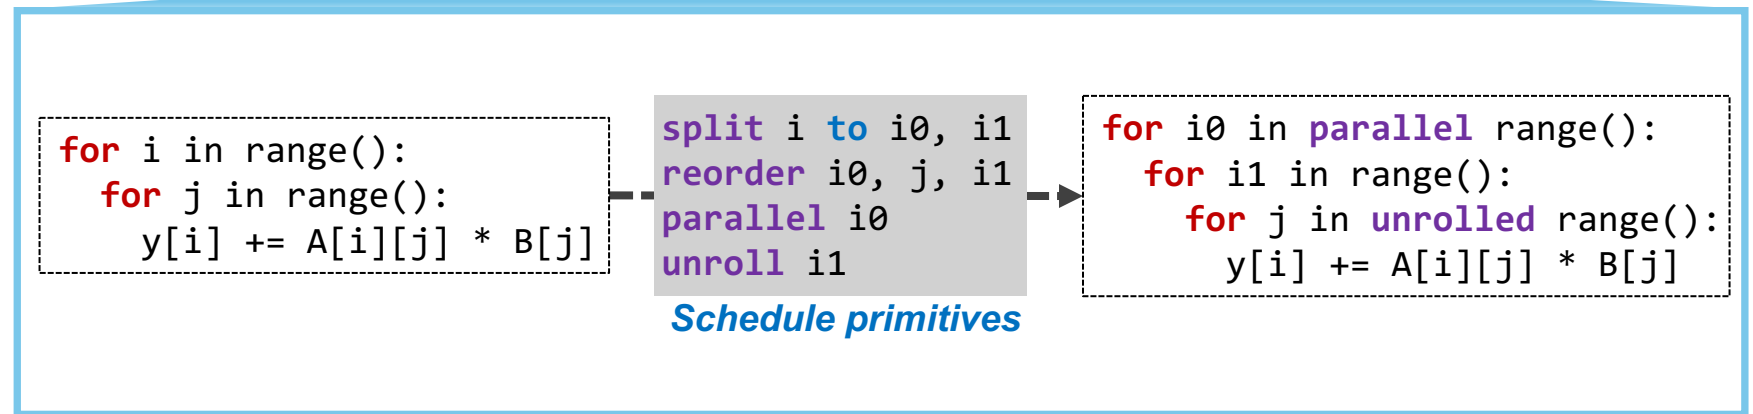 for i in range():
for j in range():
y[i] += A[i][j] * B[j]
split i to i0, i1
reorder i0, j, i1
parallel i0
unroll i1
Schedule primitives
for i0 in parallel range():
for i1 in range():
for j in unrolled range():
y[i] += A[i][j] * B[j]